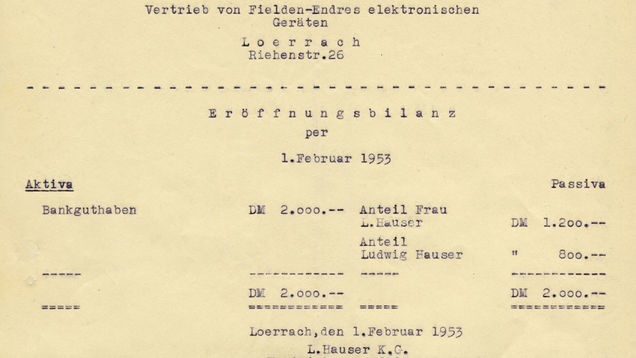 Vertrieb von Fielden-Endres elektronischen
Geräten
L o e r r a c h
Riehenstr.26
- - - - - - - - - - - - - - - - - - - - - - - - - - - - - - - - - - - - -
E r ö f f n u n g s b i l a n z
per
1.Februar 1953
Aktiva Passiva
Bankguthaben DM 2.ooo.-- Anteil Frau
L.Hauser DM 1.2oo.--
Anteil
Ludwig Hauser " 8oo.--
----- ------------ ----- ------------
DM 2.ooo.-- DM 2.ooo.--
===== ============ ===== ============
Loerrach,den 1.Februar 1953
L.Hauser K.G.